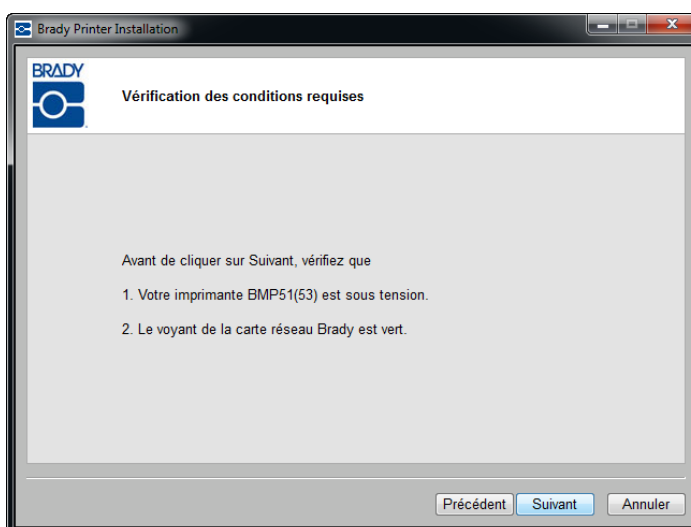 Brady Printer Installation
BRADY
Vérification des conditions requises
Avant de cliquer sur Suivant, vérifiez que
1. Votre imprimante BMP51(53) est sous tension.
2. Le voyant de la carte réseau Brady est vert.
Précédent Suivant Annuler